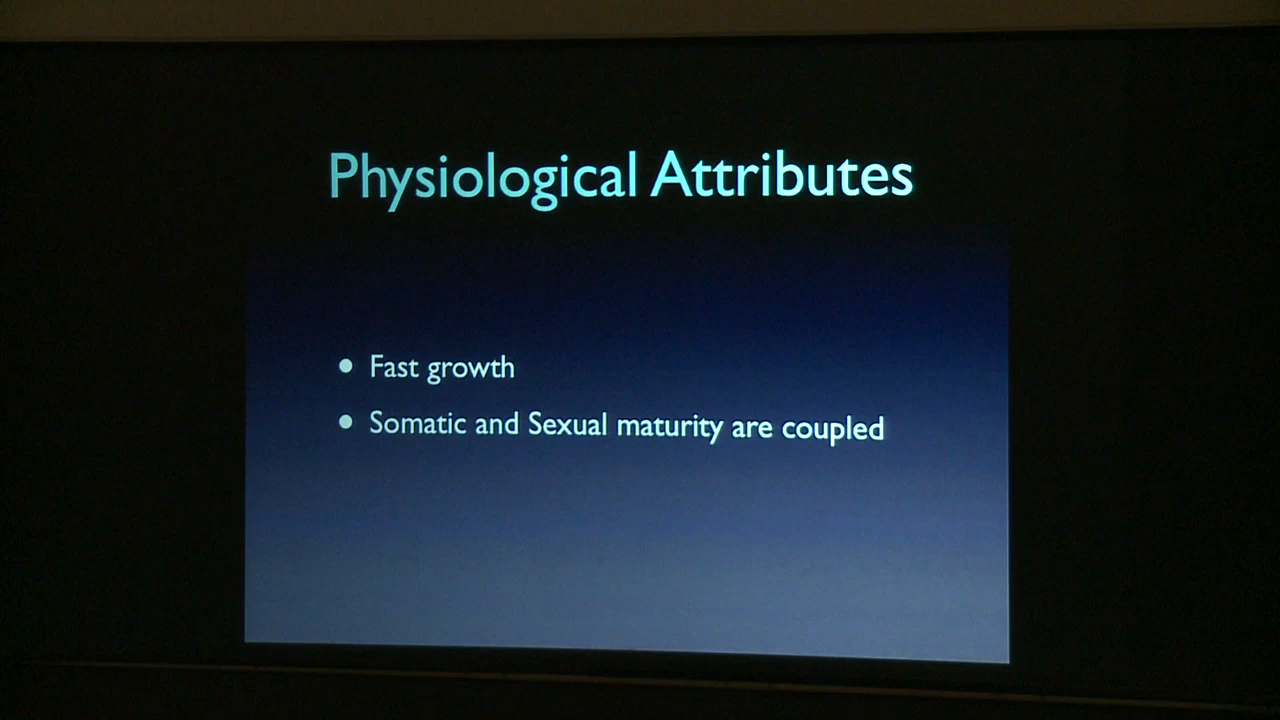 Physiological Attributes
• Fast growth
• Somatic and Sexual maturity are coupled